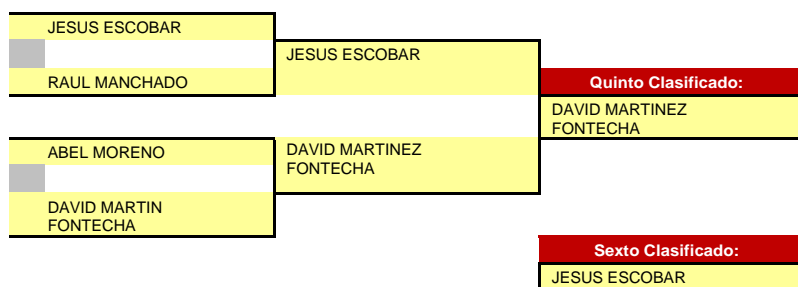 JESUS ESCOBAR
JESUS ESCOBAR
RAUL MANCHADO
Quinto Clasificado:
DAVID MARTINEZ
FONTECHA
ABEL MORENO
DAVID MARTINEZ
FONTECHA
DAVID MARTIN
FONTECHA
Sexto Clasificado:
JESUS ESCOBAR